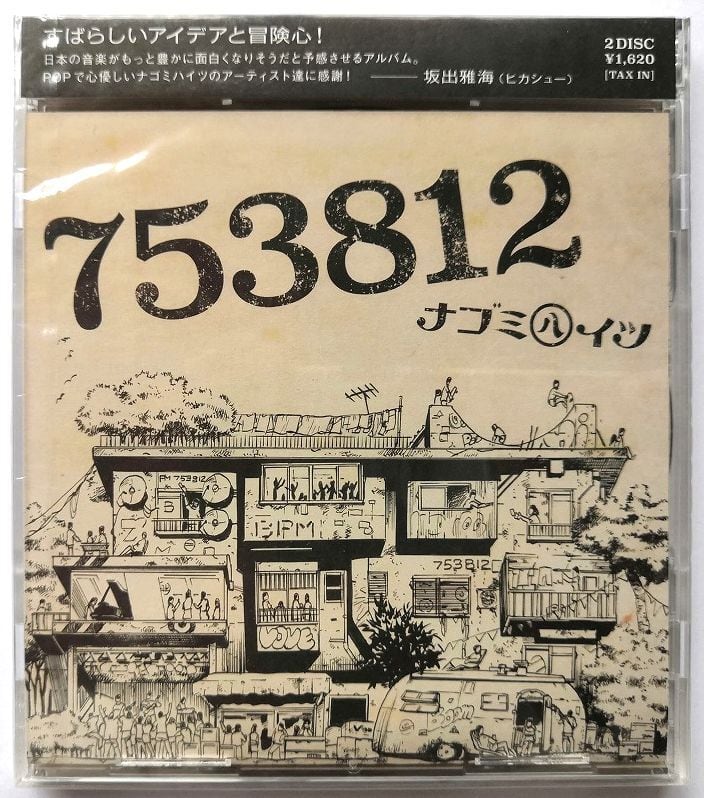 すばらしいアイデアと冒険心!
日本の音楽がもっと豊かに面白くなりそうだと予感させるアルバム。
POPで心優しいナゴミハイツのアーティスト達に感謝! ―― 坂出雅海(ヒカシュー)
2DISC
¥1,620
[TAX IN]
753812
ナゴミ㊇イツ
FM 753812
BPM
753812
LOVE